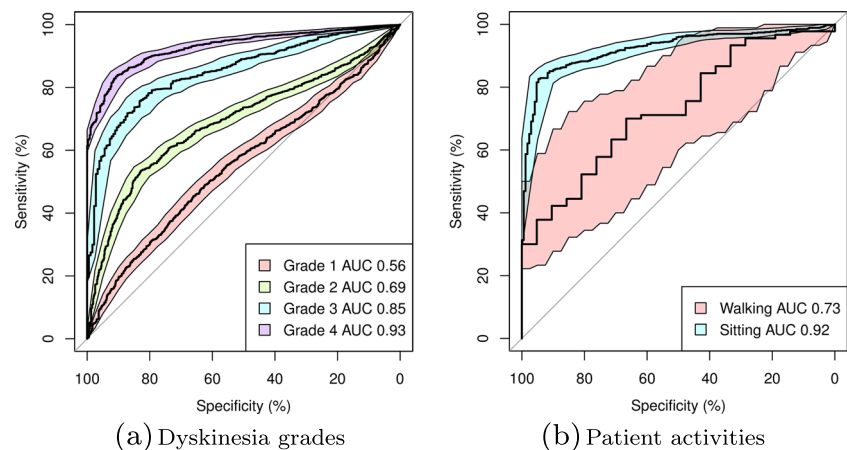 100
80
60
40
20
0
Sensitivity (%)
Grade 1 AUC 0.56
Grade 2 AUC 0.69
Grade 3 AUC 0.85
Grade 4 AUC 0.93
100 80 60 40 20 0
Specificity (%)
(a) Dyskinesia grades
100
80
60
40
20
0
Sensitivity (%)
Walking AUC 0.73
Sitting AUC 0.92
100 80 60 40 20 0
Specificity (%)
(b) Patient activities